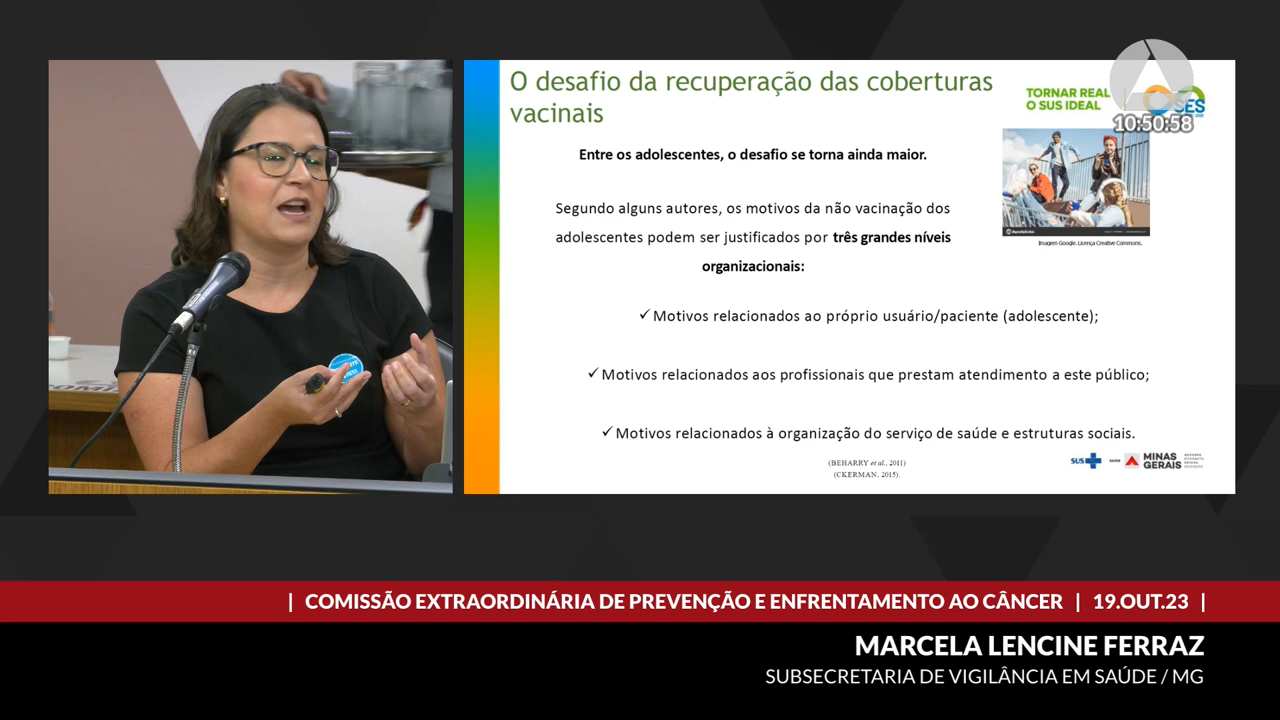 O desafio da recuperação das coberturas
vacinais
TORNAR REAL
O SUS IDEAL
SES
10:50:58
Entre os adolescentes, o desafio se torna ainda maior.
Segundo alguns autores, os motivos da não vacinação dos
adolescentes podem ser justificados por três grandes níveis
organizacionais:
Imagem Google. Licença Creative Commons.
✓Motivos relacionados ao próprio usuário/paciente (adolescente);
✓Motivos relacionados aos profissionais que prestam atendimento a este público;
✓Motivos relacionados à organização do serviço de saúde e estruturas sociais.
(BEHARRY et al., 2011)
(CKERMAN, 2015).
SUS
SAÚDE
MINAS
GERAIS
| COMISSÃO EXTRAORDINÁRIA DE PREVENÇÃO E ENFRENTAMENTO AO CÂNCER | 19.OUT.23 |
MARCELA LENCINE FERRAZ
SUBSECRETARIA DE VIGILÂNCIA EM SAÚDE / MG